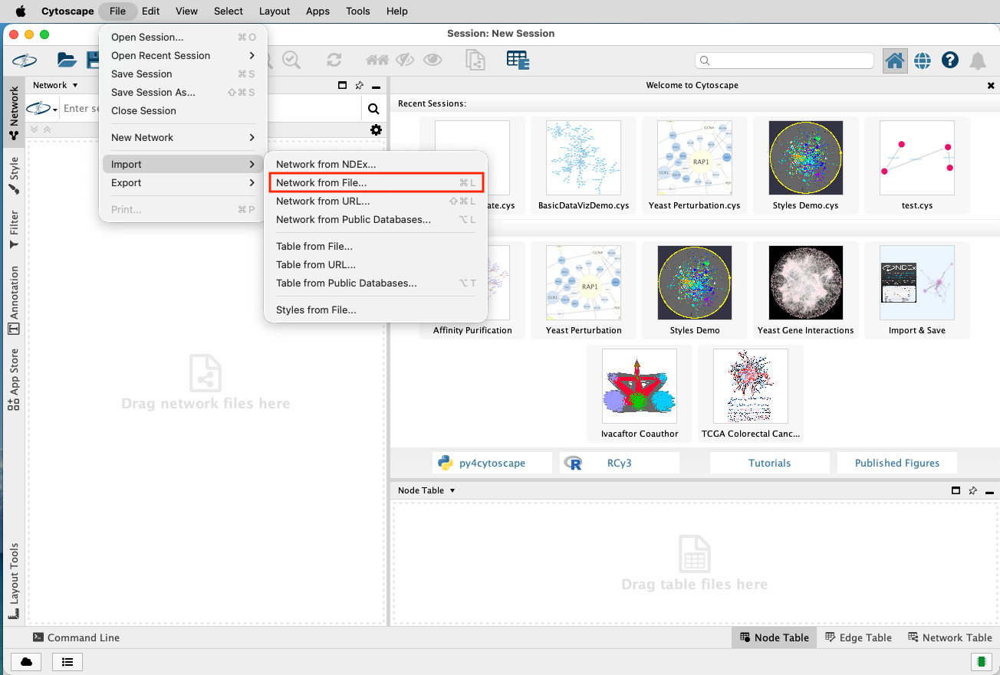 Cytoscape File Edit View Select Layout Apps Tools Help
Session: New Session
Open Session... ⌘ O
Open Recent Session
Save Session ⌘ S
Save Session As... ⇧ ⌘ S
Close Session
New Network
Import
Export
Print... ⌘ P
Network from NDEx...
Network from File... ⌘ L
Network from URL... ⇧ ⌘ L
Network from Public Databases... ⌥ L
Table from File...
Table from URL...
Table from Public Databases... ⌥ T
Styles from File...
Network
Enter se
Network
Style
Filter
Annotation
App Store
Layout Tools
Drag network files here
Welcome to Cytoscape
Recent Sessions:
ate.cys
BasicDataVizDemo.cys
Yeast Perturbation.cys
Styles Demo.cys
test.cys
RAP1
GCN4
GCR1
Affinity Purification
Yeast Perturbation
Styles Demo
Yeast Gene Interactions
Import & Save
RAP1
GCN4
GCR1
NDEx
Ivacaftor Coauthor
TCGA Colorectal Canc...
py4cytoscape
R RCy3
Tutorials
Published Figures
Node Table
Drag table files here
Command Line
Node Table
Edge Table
Network Table